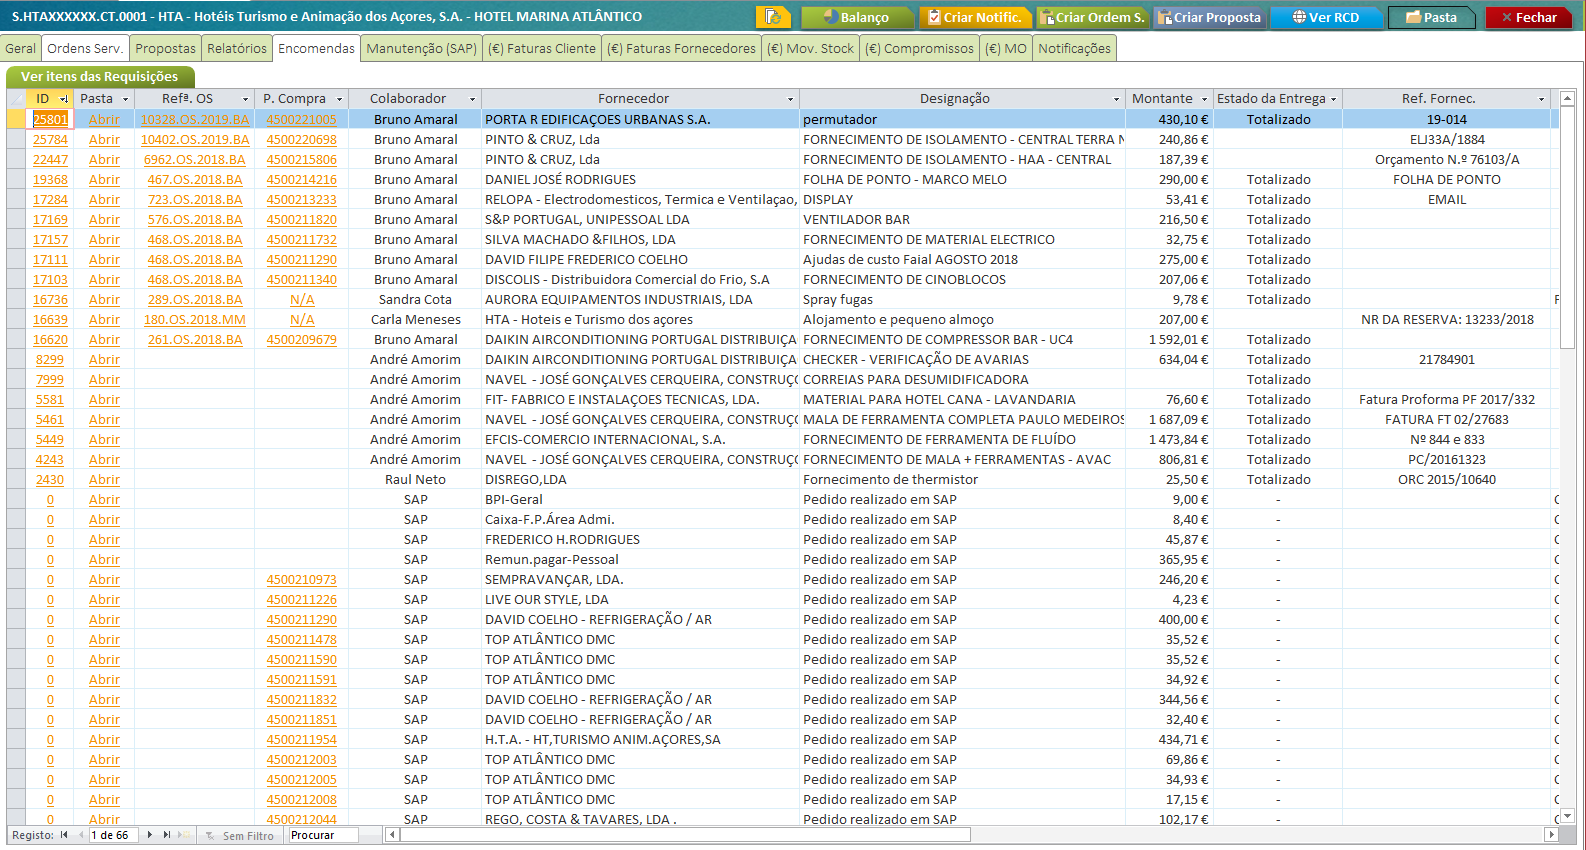 S.HTAXXXXXX.CT.0001 - HTA - Hotéis Turismo e Animação dos Açores, S.A. - HOTEL MARINA ATLÂNTICO Balanço Criar Notific. Criar Ordem S. Criar Proposta Ver RCD Pasta Fechar
Geral Ordens Serv. Propostas Relatórios Encomendas Manutenção (SAP) (€) Faturas Cliente (€) Faturas Fornecedores (€) Mov. Stock (€) Compromissos (€) MO Notificações
Ver itens das Requisições
ID Pasta Refª. OS P. Compra Colaborador Fornecedor Designação Montante Estado da Entrega Ref. Fornec.
25801 Abrir 10328.OS.2019.BA 4500221005 Bruno Amaral PORTA R EDIFICAÇOES URBANAS S.A. permutador 430,10 € Totalizado 19-014
25784 Abrir 10402.OS.2019.BA 4500220698 Bruno Amaral PINTO & CRUZ, Lda FORNECIMENTO DE ISOLAMENTO - CENTRAL TERRA 240,86 € ELJ33A/1884
22447 Abrir 6962.OS.2018.BA 4500215806 Bruno Amaral PINTO & CRUZ, Lda FORNECIMENTO DE ISOLAMENTO - HAA - CENTRAL 187,39 € Orçamento N.º 76103/A
19368 Abrir 467.OS.2018.BA 4500214216 Bruno Amaral DANIEL JOSÉ RODRIGUES FOLHA DE PONTO - MARCO MELO 290,00 € Totalizado FOLHA DE PONTO
17284 Abrir 723.OS.2018.BA 4500213233 Bruno Amaral RELOPA - Electrodomesticos, Termica e Ventilaçao, DISPLAY 53,41 € Totalizado EMAIL
17169 Abrir 576.OS.2018.BA 4500211820 Bruno Amaral S&P PORTUGAL, UNIPESSOAL LDA VENTILADOR BAR 216,50 € Totalizado
17157 Abrir 468.OS.2018.BA 4500211732 Bruno Amaral SILVA MACHADO &FILHOS, LDA FORNECIMENTO DE MATERIAL ELECTRICO 32,75 € Totalizado
17111 Abrir 468.OS.2018.BA 4500211290 Bruno Amaral DAVID FILIPE FREDERICO COELHO Ajudas de custo Faial AGOSTO 2018 275,00 € Totalizado
17103 Abrir 468.OS.2018.BA 4500211340 Bruno Amaral DISCOLIS - Distribuidora Comercial do Frio, S.A FORNECIMENTO DE CINOBLOCOS 207,06 € Totalizado
16736 Abrir 289.OS.2018.BA N/A Sandra Cota AURORA EQUIPAMENTOS INDUSTRIAIS, LDA Spray fugas 9,78 € Totalizado
16639 Abrir 180.OS.2018.MM N/A Carla Meneses HTA - Hoteis e Turismo dos açores Alojamento e pequeno almoço 207,00 € NR DA RESERVA: 13233/2018
16620 Abrir 261.OS.2018.BA 4500209679 Bruno Amaral DAIKIN AIRCONDITIONING PORTUGAL DISTRIBUIÇA FORNECIMENTO DE COMPRESSOR BAR - UC4 1 592,01 € Totalizado
8299 Abrir André Amorim DAIKIN AIRCONDITIONING PORTUGAL DISTRIBUIÇA CHECKER - VERIFICAÇÃO DE AVARIAS 634,04 € Totalizado 21784901
7999 Abrir André Amorim NAVEL - JOSÉ GONÇALVES CERQUEIRA, CONSTRUÇO CORREIAS PARA DESUMIDIFICADORA Totalizado
5581 Abrir André Amorim FIT- FABRICO E INSTALAÇOES TECNICAS, LDA. MATERIAL PARA HOTEL CANA - LAVANDARIA 76,60 € Totalizado Fatura Proforma PF 2017/332
5461 Abrir André Amorim NAVEL - JOSÉ GONÇALVES CERQUEIRA, CONSTRUÇO MALA DE FERRAMENTA COMPLETA PAULO MEDEIROS 1 687,09 € Totalizado FATURA FT 02/27683
5449 Abrir André Amorim EFCIS-COMERCIO INTERNACIONAL, S.A. FORNECIMENTO DE FERRAMENTA DE FLUÍDO 1 473,84 € Totalizado Nº 844 e 833
4243 Abrir André Amorim NAVEL - JOSÉ GONÇALVES CERQUEIRA, CONSTRUÇO FORNECIMENTO DE MALA + FERRAMENTAS - AVAC 806,81 € Totalizado PC/20161323
2430 Abrir Raul Neto DISREGO,LDA Fornecimento de thermistor 25,50 € Totalizado ORC 2015/10640
0 Abrir SAP BPI-Geral Pedido realizado em SAP 9,00 € -
0 Abrir SAP Caixa-F.P.Área Admi. Pedido realizado em SAP 8,40 € -
0 Abrir SAP FREDERICO H.RODRIGUES Pedido realizado em SAP 45,87 € -
0 Abrir SAP Remun.pagar-Pessoal Pedido realizado em SAP 365,95 € -
0 Abrir 4500210973 SAP SEMPRAVANÇAR, LDA. Pedido realizado em SAP 246,20 € -
0 Abrir 4500211226 SAP LIVE OUR STYLE, LDA Pedido realizado em SAP 4,23 € -
0 Abrir 4500211290 SAP DAVID COELHO - REFRIGERAÇÃO / AR Pedido realizado em SAP 400,00 € -
0 Abrir 4500211478 SAP TOP ATLÂNTICO DMC Pedido realizado em SAP 35,52 € -
0 Abrir 4500211590 SAP TOP ATLÂNTICO DMC Pedido realizado em SAP 35,52 € -
0 Abrir 4500211591 SAP TOP ATLÂNTICO DMC Pedido realizado em SAP 34,92 € -
0 Abrir 4500211832 SAP DAVID COELHO - REFRIGERAÇÃO / AR Pedido realizado em SAP 344,56 € -
0 Abrir 4500211851 SAP DAVID COELHO - REFRIGERAÇÃO / AR Pedido realizado em SAP 32,40 € -
0 Abrir 4500211954 SAP H.T.A. - HT,TURISMO ANIM.AÇORES,SA Pedido realizado em SAP 434,71 € -
0 Abrir 4500212003 SAP TOP ATLÂNTICO DMC Pedido realizado em SAP 69,86 € -
0 Abrir 4500212005 SAP TOP ATLÂNTICO DMC Pedido realizado em SAP 34,93 € -
0 Abrir 4500212008 SAP TOP ATLÂNTICO DMC Pedido realizado em SAP 17,15 € -
0 Abrir 4500212044 SAP REGO, COSTA & TAVARES, LDA . Pedido realizado em SAP 102,17 € -
Registo: 1 de 66 Sem Filtro Procurar